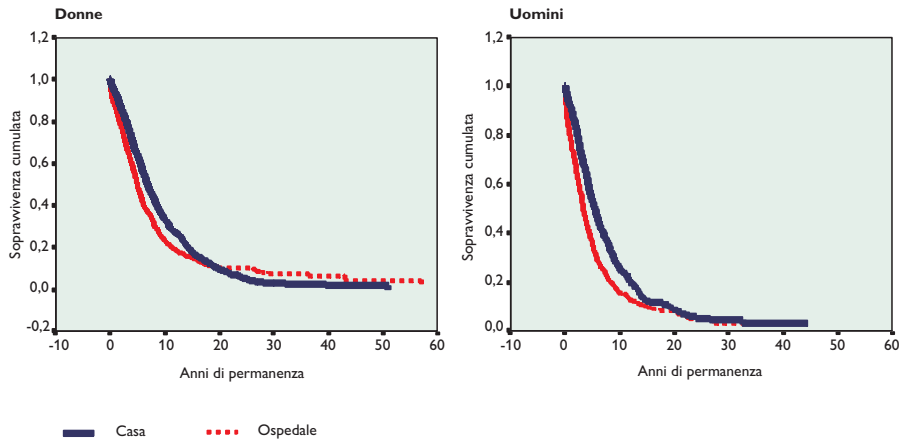 Donne
1,2
1,0
0,8
0,6
0,4
0,2
0,0
-0,2
Sopravvivenza cumulata
-10 0 10 20 30 40 50 60
Anni di permanenza
Uomini
1,2
1,0
0,8
0,6
0,4
0,2
0,0
Sopravvivenza cumulata
-10 0 10 20 30 40 50 60
Anni di permanenza
Casa
Ospedale